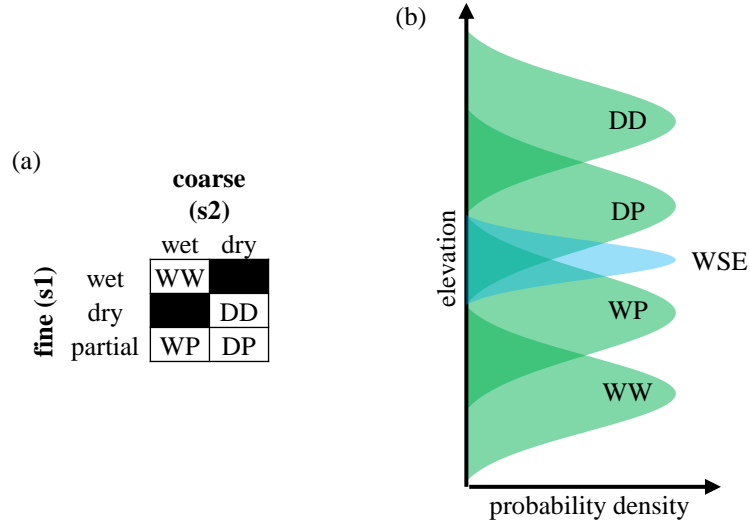 (a)
coarse
(s2)
wet dry
fine (s1)
wet WW
dry DD
partial WP DP
(b)
elevation
DD
DP
WSE
WP
WW
probability density